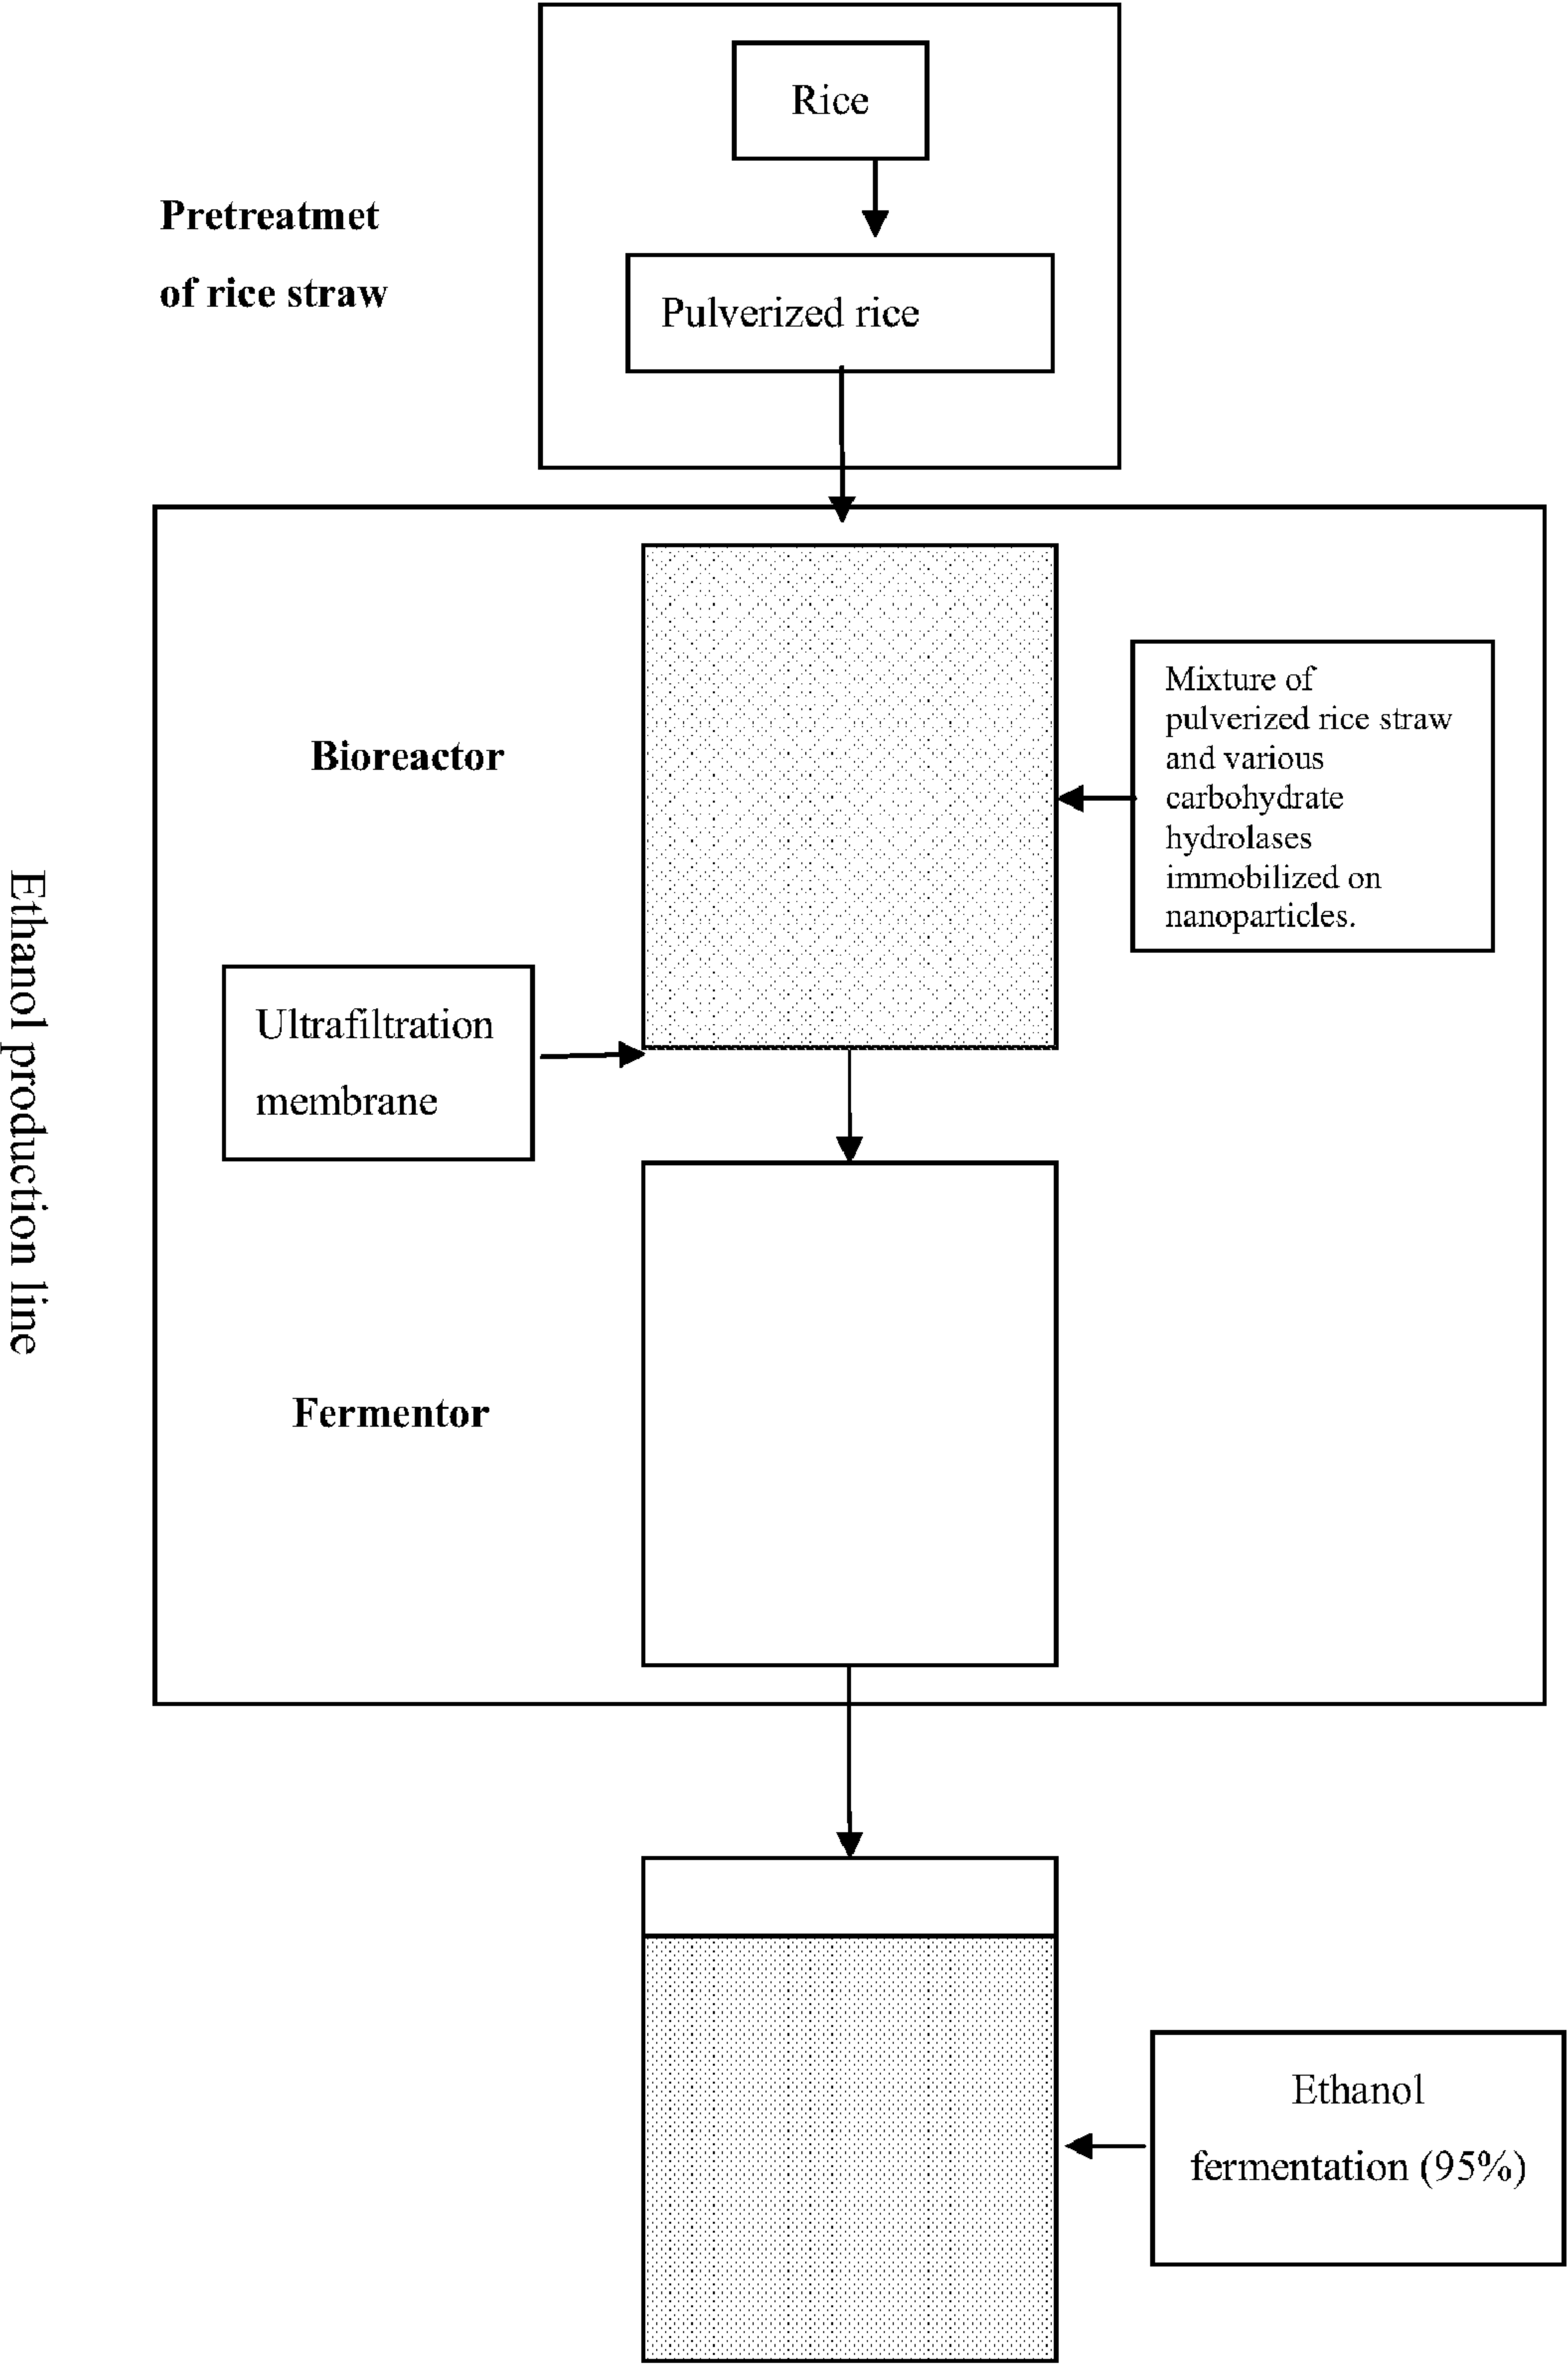 Rice
Pretreatmet
of rice straw
Pulverized rice
Mixture of
pulverized rice straw
and various
carbohydrate
hydrolases
immobilized on
nanoparticles.
Bioreactor
Ultrafiltration
membrane
Ethanol production line
Fermentor
Ethanol
fermentation (95%)